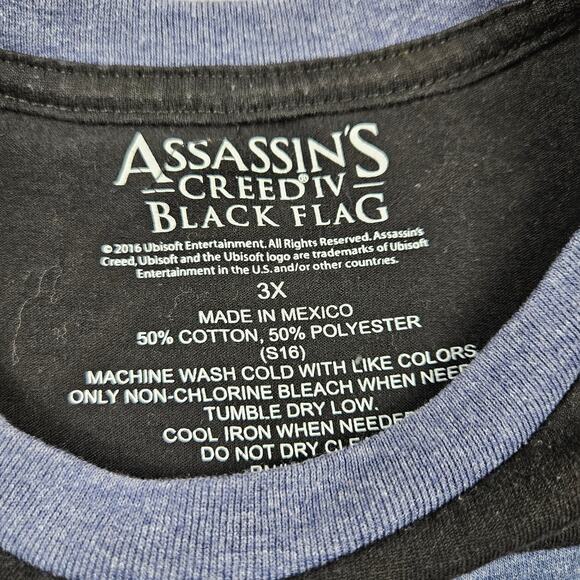 ASSASSIN'S
CREED® IV
BLACK FLAG
© 2016 Ubisoft Entertainment. All Rights Reserved. Assassin's
Creed, Ubisoft and the Ubisoft logo are trademarks of Ubisoft
Entertainment in the U.S. and/or other countries.
3X
MADE IN MEXICO
50% COTTON, 50% POLYESTER
(S16)
MACHINE WASH COLD WITH LIKE COLORS
ONLY NON-CHLORINE BLEACH WHEN NEE
TUMBLE DRY LOW.
COOL IRON WHEN NEEDE
DO NOT DRY CLE